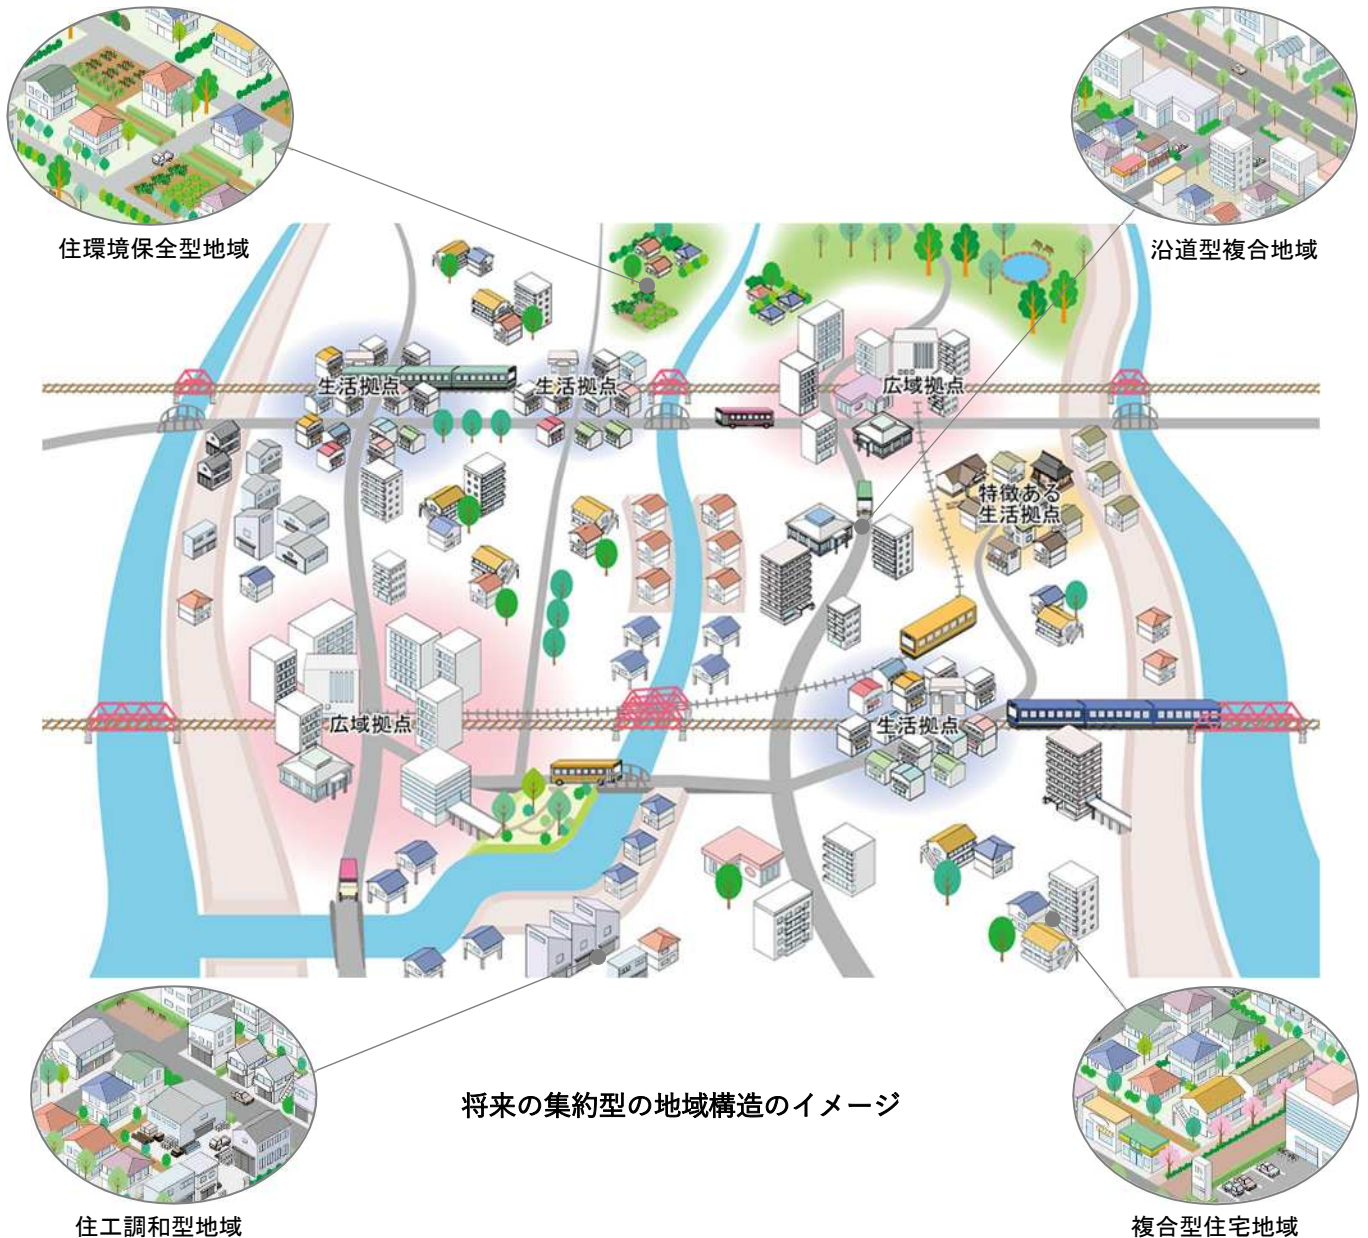 住環境保全型地域
沿道型複合地域
生活拠点
生活拠点
広域拠点
特徴ある
生活拠点
広域拠点
生活拠点
将来の集約型の地域構造のイメージ
住工調和型地域
複合型住宅地域